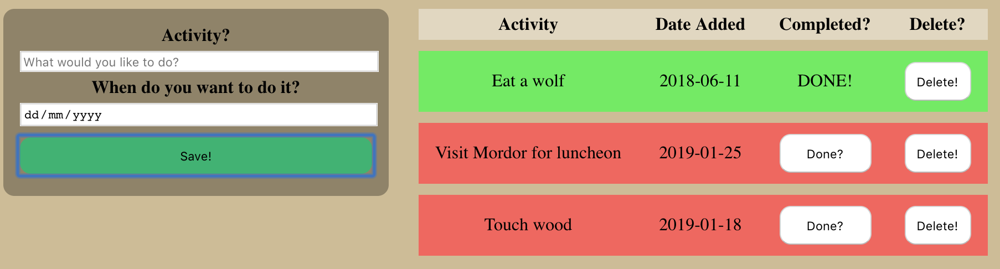 Activity?
What would you like to do?
When do you want to do it?
dd/mm/yyyy
Save!
Activity Date Added Completed? Delete?
Eat a wolf 2018-06-11 DONE! Delete!
Visit Mordor for luncheon 2019-01-25 Done? Delete!
Touch wood 2019-01-18 Done? Delete!